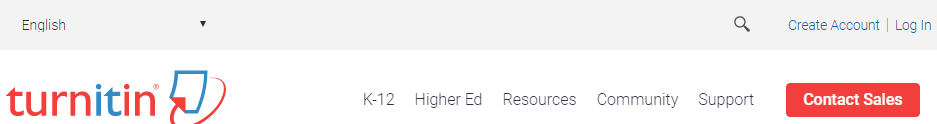 English Create Account | Log In
turnitin® K-12 Higher Ed Resources Community Support Contact Sales